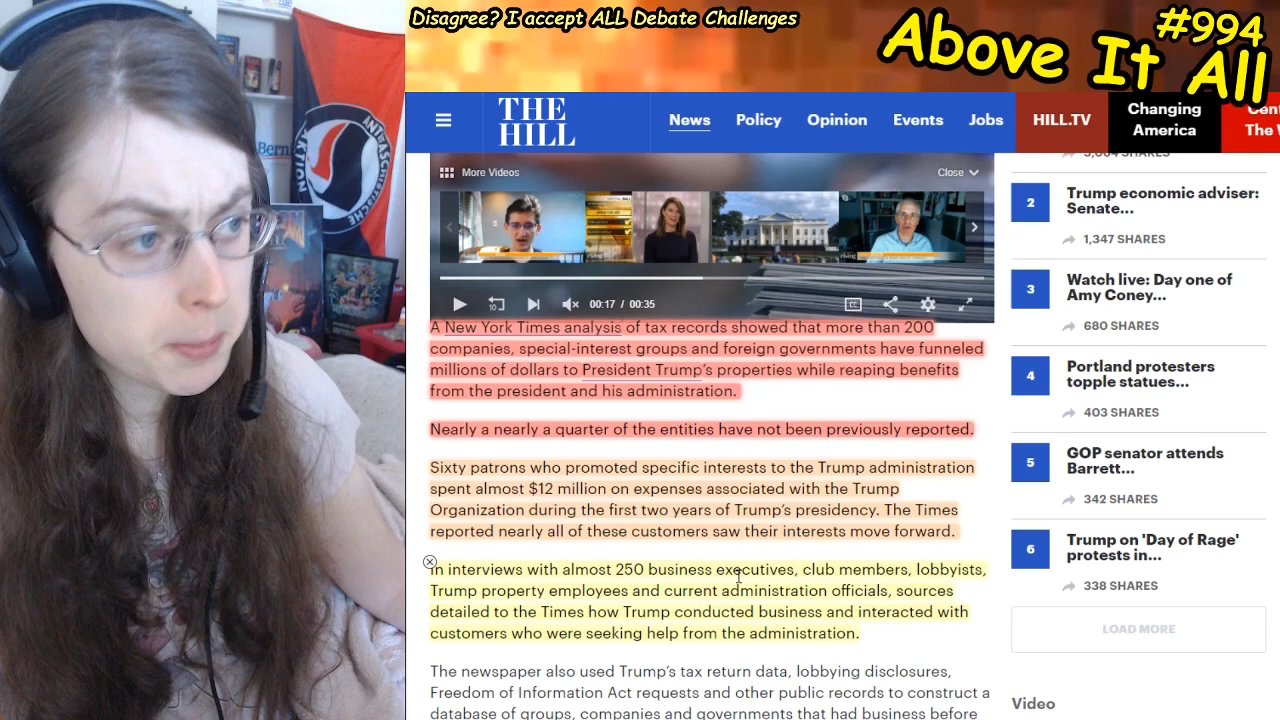 Disagree? I accept ALL Debate Challenges
Above It All
#994
THE
HILL
News
Policy
Opinion
Events
Jobs
HILL.TV
Changing
America
The W
ANTIFASCHISTISCHE
AKTION
Bern
More Videos
Close
00:17 / 00:35
A New York Times analysis of tax records showed that more than 200
companies, special-interest groups and foreign governments have funneled
millions of dollars to President Trump's properties while reaping benefits
from the president and his administration.
Nearly a nearly a quarter of the entities have not been previously reported.
Sixty patrons who promoted specific interests to the Trump administration
spent almost $12 million on expenses associated with the Trump
Organization during the first two years of Trump's presidency. The Times
reported nearly all of these customers saw their interests move forward.
In interviews with almost 250 business executives, club members, lobbyists,
Trump property employees and current administration officials, sources
detailed to the Times how Trump conducted business and interacted with
customers who were seeking help from the administration.
The newspaper also used Trump's tax return data, lobbying disclosures,
Freedom of Information Act requests and other public records to construct a
database of groups, companies and governments that had business before
SHARES
2
Trump economic adviser:
Senate...
1,347 SHARES
3
Watch live: Day one of
Amy Coney...
680 SHARES
4
Portland protesters
topple statues...
403 SHARES
5
GOP senator attends
Barrett...
342 SHARES
6
Trump on 'Day of Rage'
protests in...
338 SHARES
LOAD MORE
Video